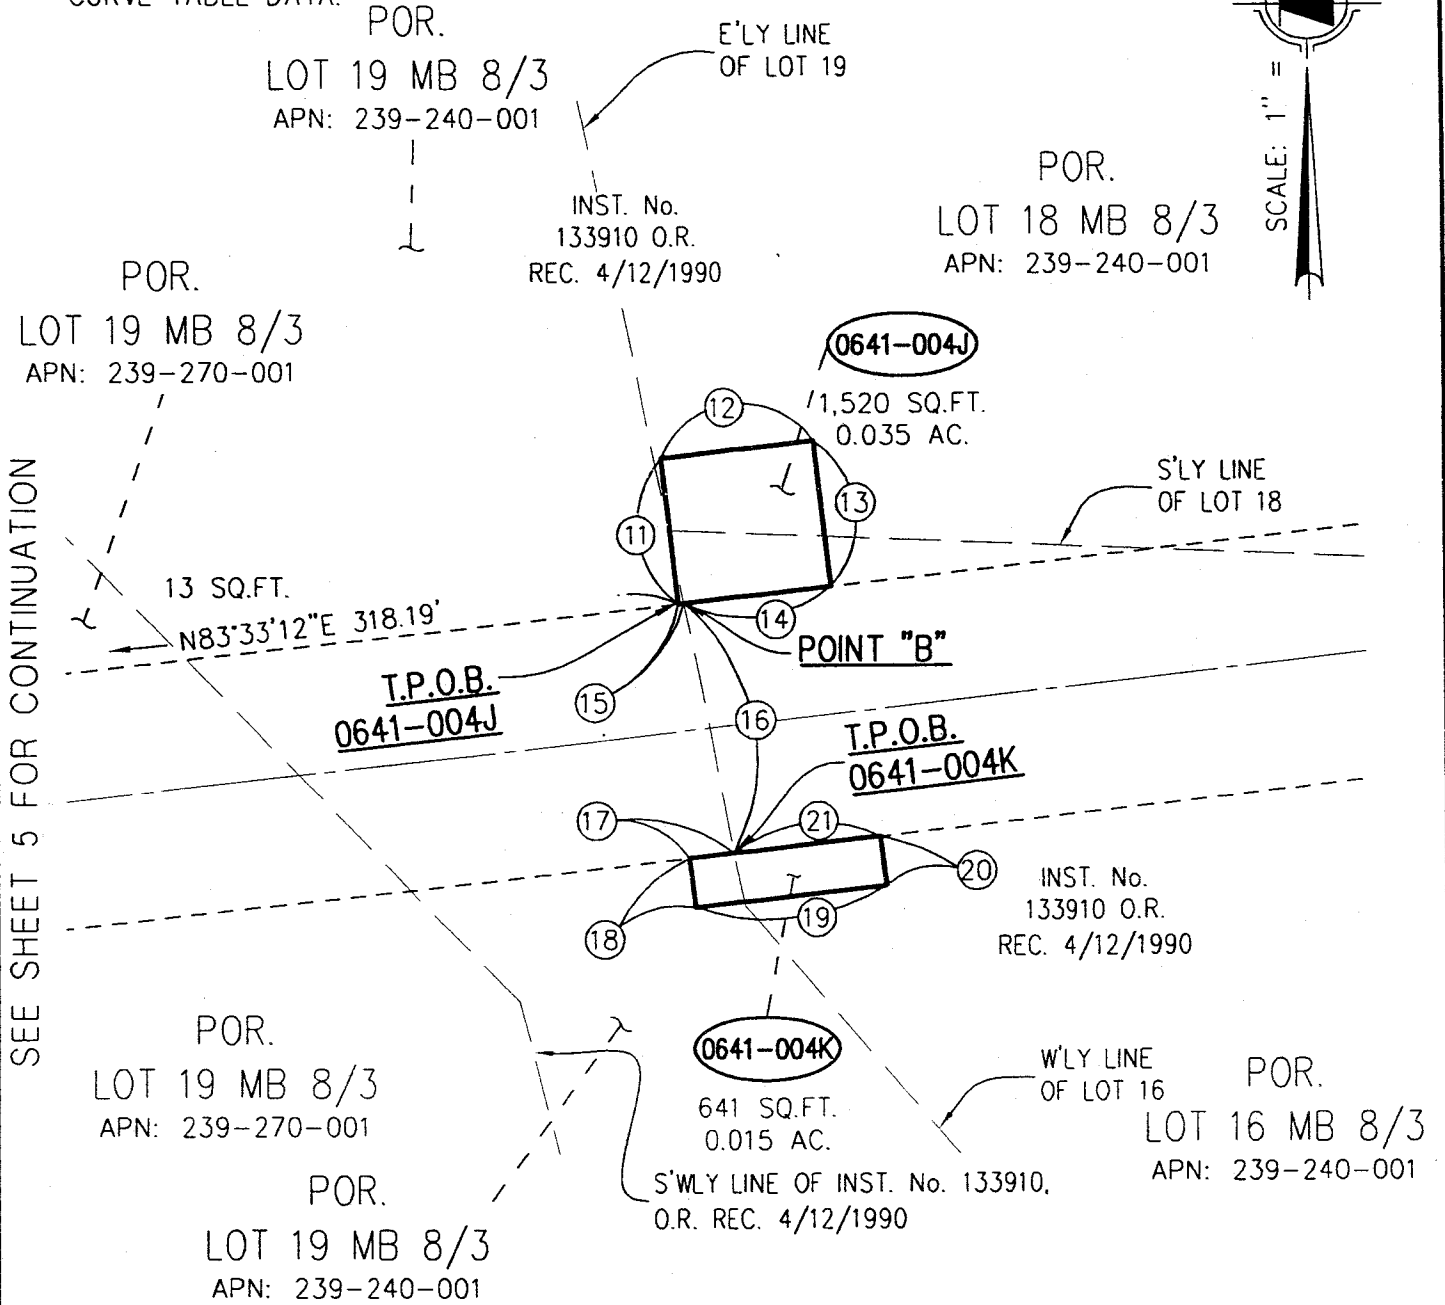 CURVE TABLE DATA.
POR.
LOT 19 MB 8/3
APN: 239-240-001
E'LY LINE
OF LOT 19
SCALE: 1" =
INST. No.
133910 O.R.
REC. 4/12/1990
POR.
LOT 18 MB 8/3
APN: 239-240-001
POR.
LOT 19 MB 8/3
APN: 239-270-001
0641-004J
1,520 SQ.FT.
0.035 AC.
12
13
11
S'LY LINE
OF LOT 18
SEE SHEET 5 FOR CONTINUATION
13 SQ.FT.
N83°33'12"E 318.19'
14
POINT "B"
T.P.O.B.
0641-004J
15
16
T.P.O.B.
0641-004K
17
21
20
18
19
INST. No.
133910 O.R.
REC. 4/12/1990
POR.
LOT 19 MB 8/3
APN: 239-270-001
0641-004K
641 SQ.FT.
0.015 AC.
W'LY LINE
OF LOT 16
POR.
LOT 16 MB 8/3
APN: 239-240-001
S'WLY LINE OF INST. No. 133910,
O.R. REC. 4/12/1990
POR.
LOT 19 MB 8/3
APN: 239-240-001